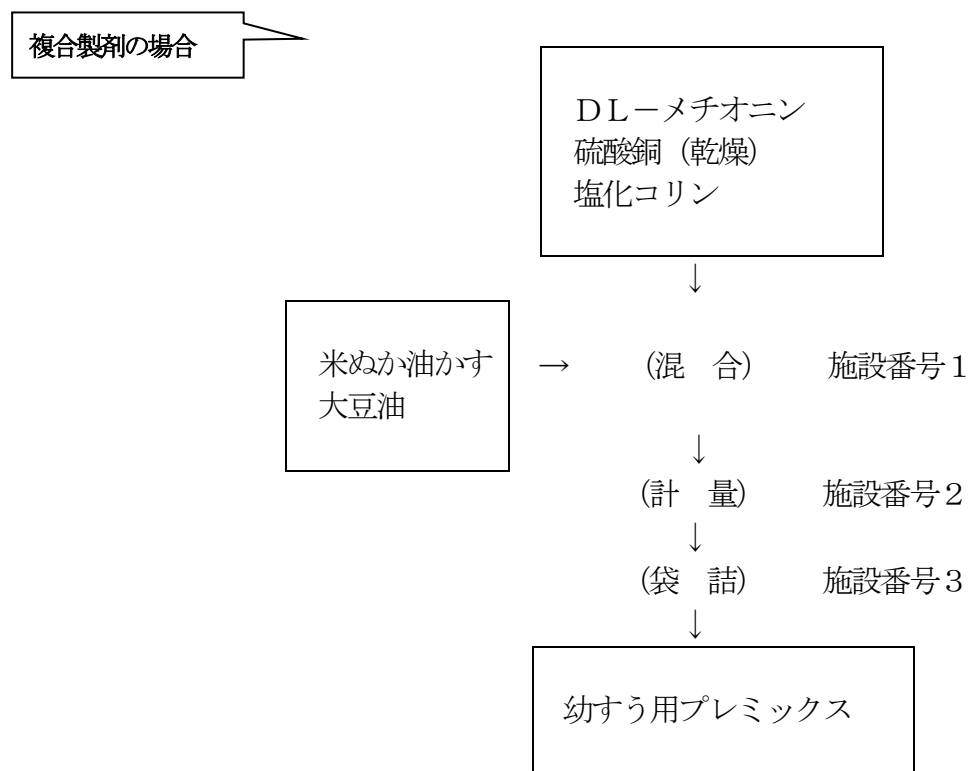 複合製剤の場合
ＤＬ－メチオニン
硫酸銅（乾燥）
塩化コリン
↓
米ぬか油かす
大豆油
→ （混　合） 施設番号１
↓
（計　量） 施設番号２
↓
（袋　詰） 施設番号３
↓
幼すう用プレミックス